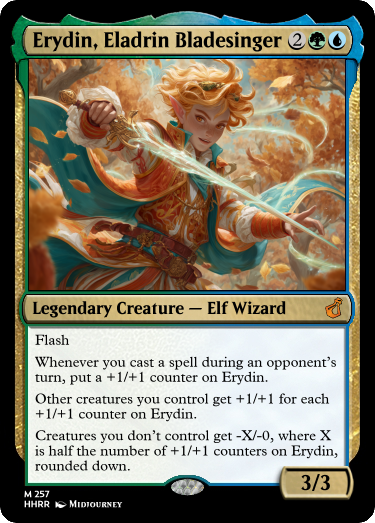 Erydin, Eladrin Bladesinger 2
Legendary Creature — Elf Wizard
Flash
Whenever you cast a spell during an opponent's
turn, put a +1/+1 counter on Erydin.
Other creatures you control get +1/+1 for each
+1/+1 counter on Erydin.
Creatures you don't control get -X/-0, where X
is half the number of +1/+1 counters on Erydin,
rounded down.
3/3
M 257
HHRR Midjourney